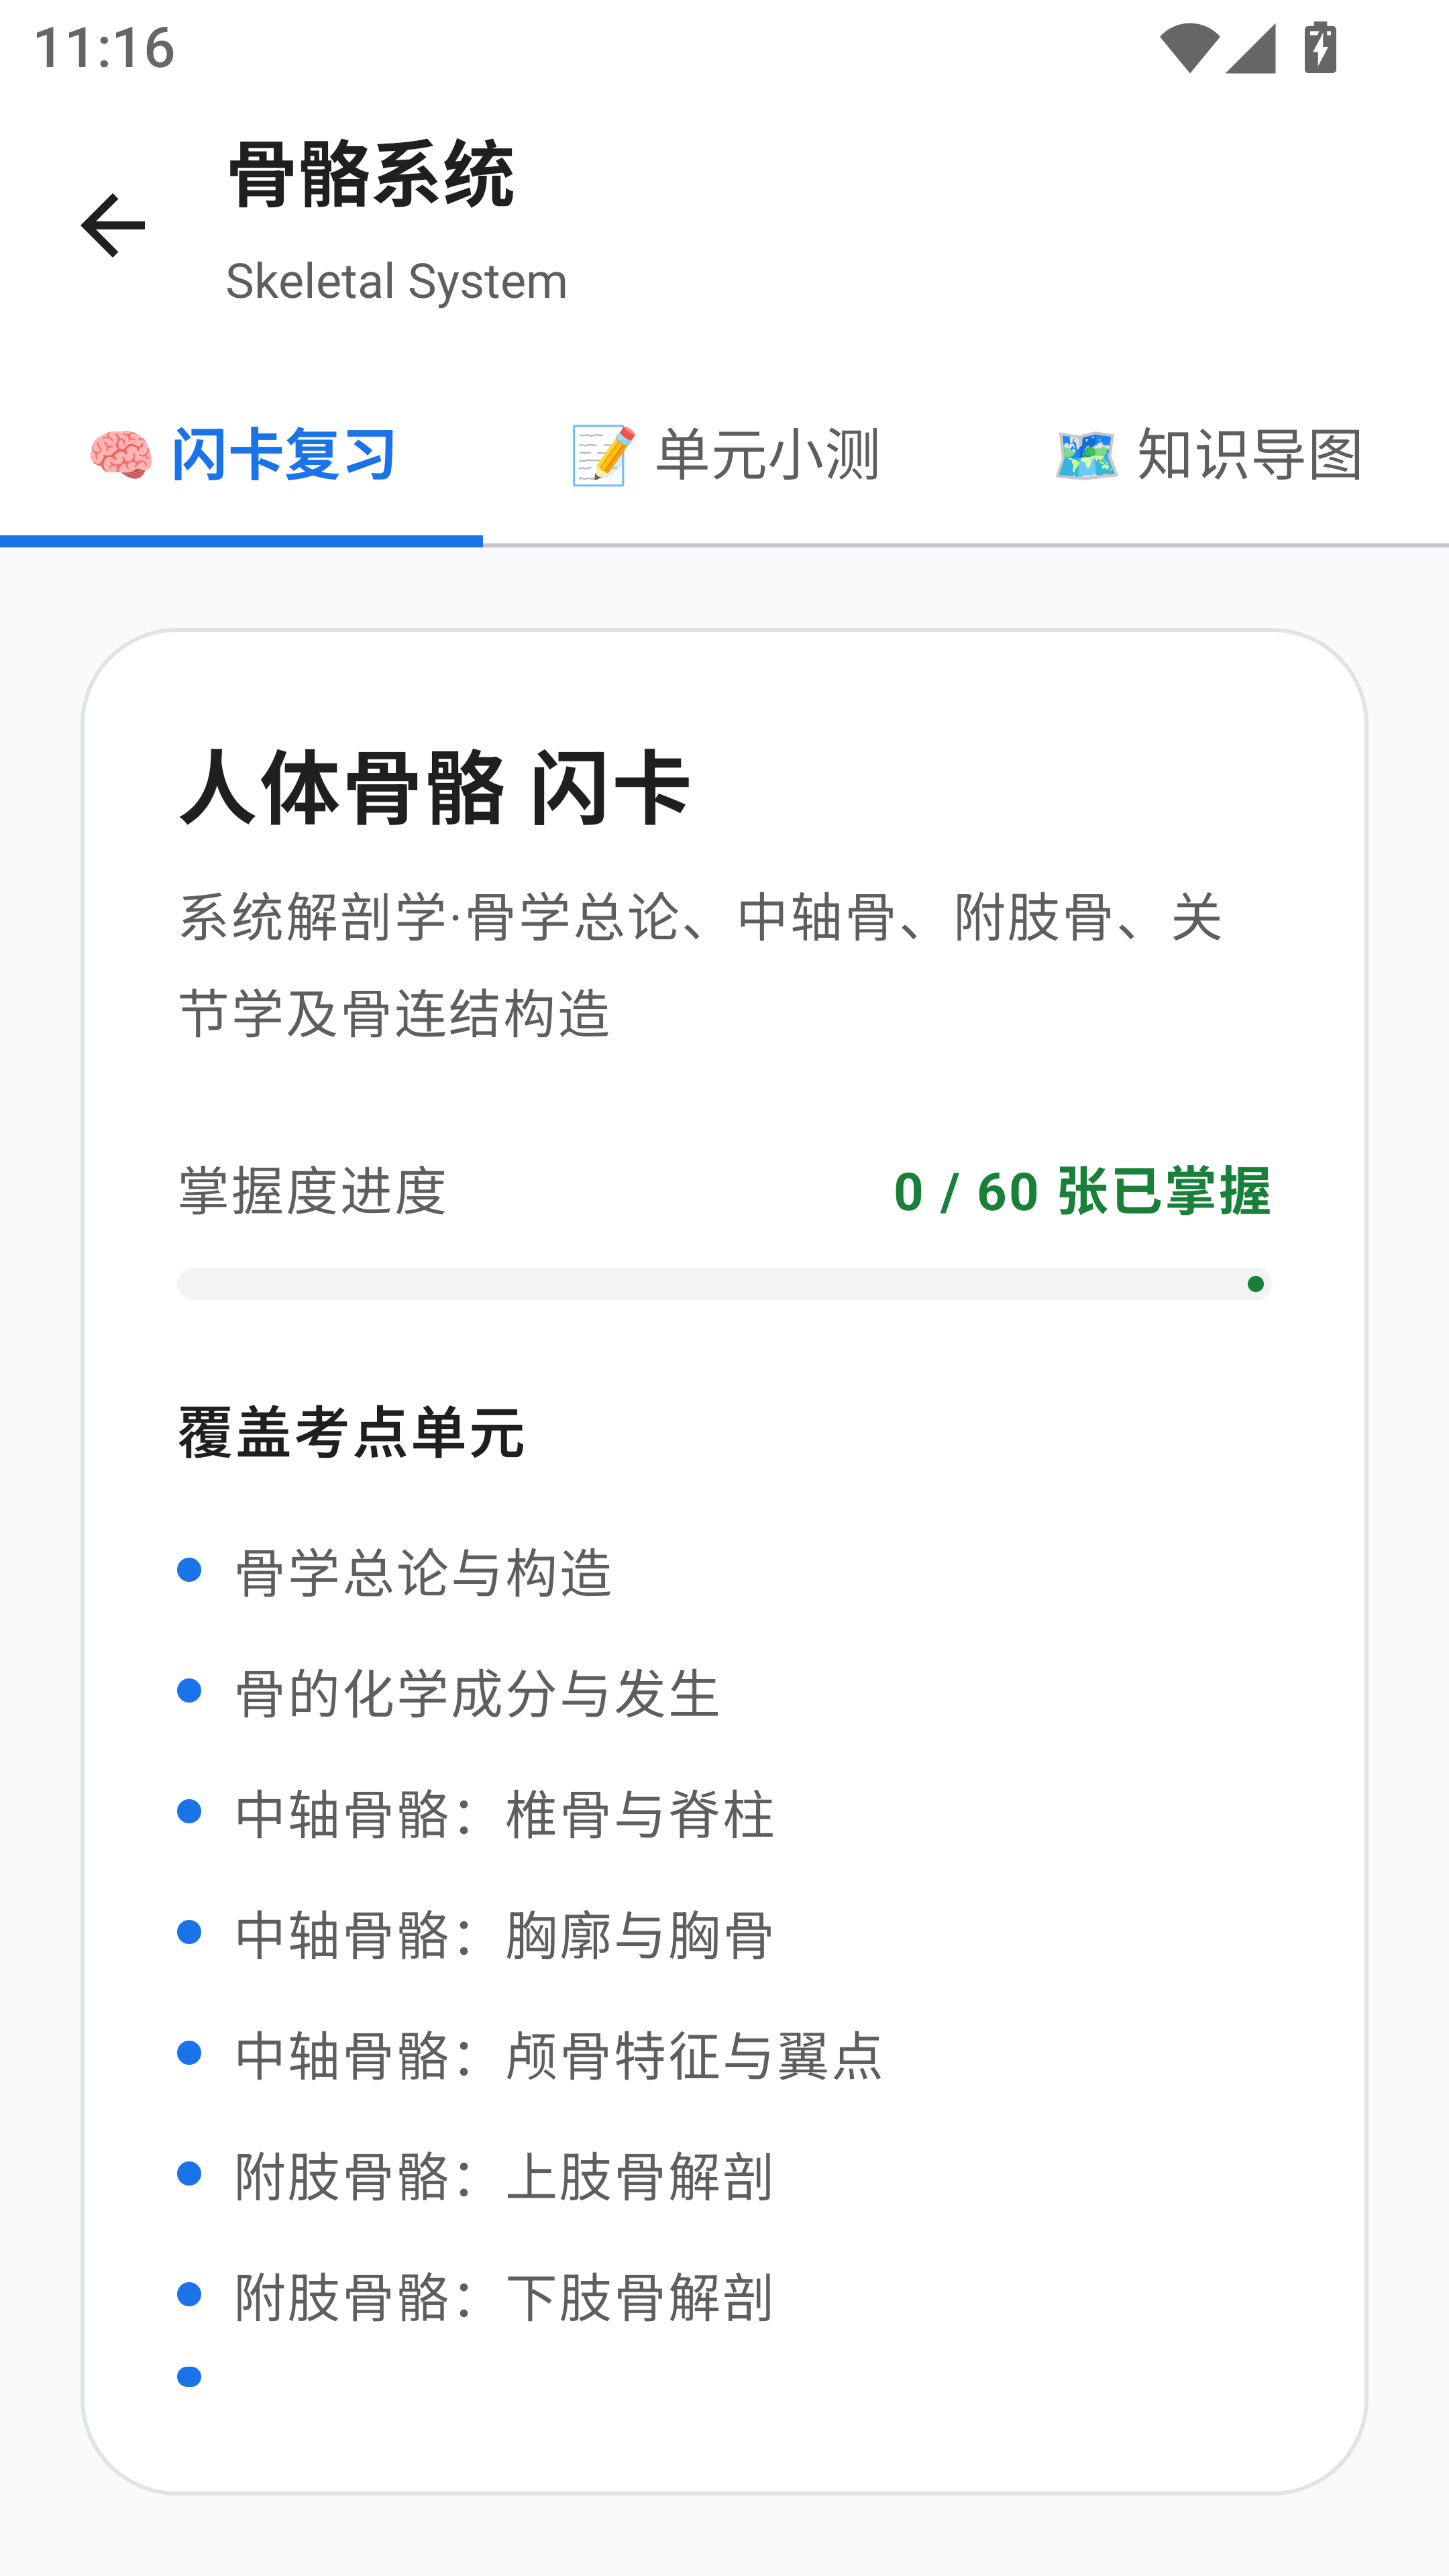 11:16
骨骼系统
Skeletal System
🧠 闪卡复习
📝 单元小测
🗺️ 知识导图
人体骨骼 闪卡
系统解剖学·骨学总论、中轴骨、附肢骨、关
节学及骨连结构造
掌握度进度
0 / 60 张已掌握
覆盖考点单元
骨学总论与构造
骨的化学成分与发生
中轴骨骼：椎骨与脊柱
中轴骨骼：胸廓与胸骨
中轴骨骼：颅骨特征与翼点
附肢骨骼：上肢骨解剖
附肢骨骼：下肢骨解剖